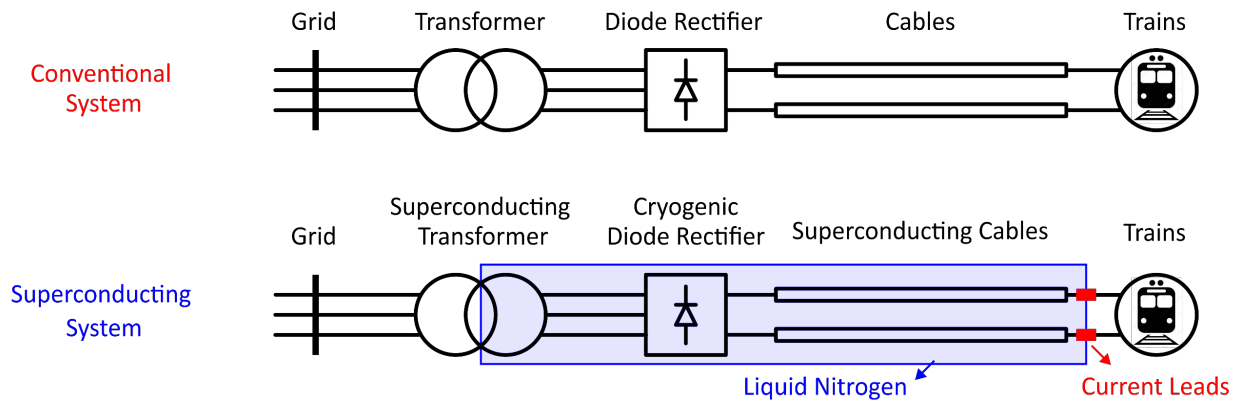 Grid
Transformer
Diode Rectifier
Cables
Trains
Conventional
System
Superconducting
Transformer
Cryogenic
Diode Rectifier
Grid
Superconducting Cables
Trains
Superconducting
System
Liquid Nitrogen
Current Leads